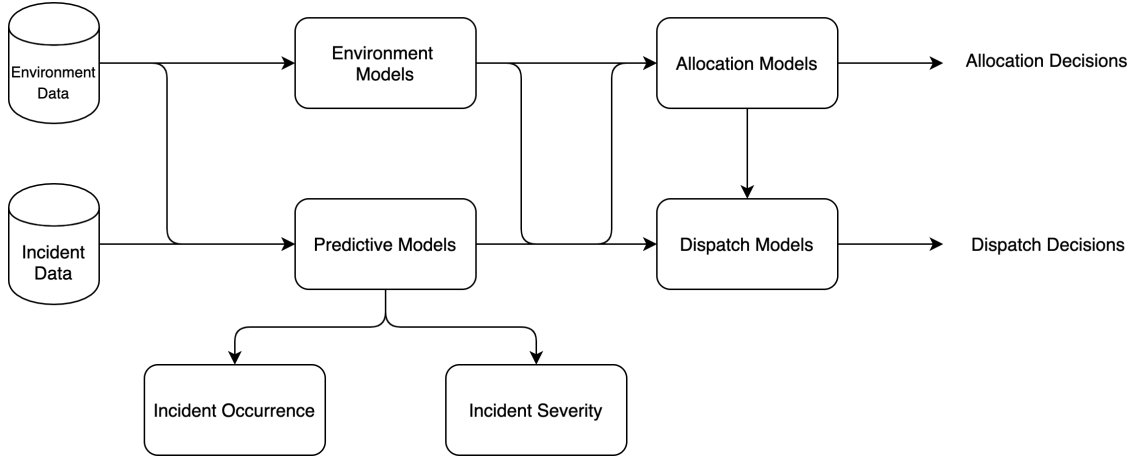 Environment
Data
Environment
Models
Allocation Models
Allocation Decisions
Incident
Data
Predictive Models
Dispatch Models
Dispatch Decisions
Incident Occurrence
Incident Severity